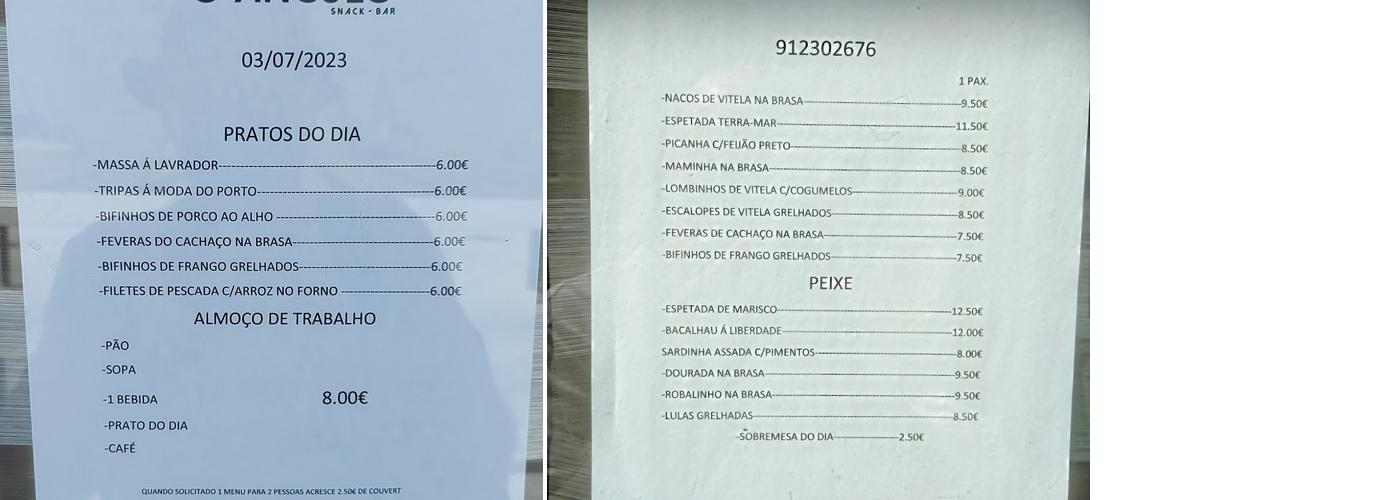 SNACK - BAR
03/07/2023
PRATOS DO DIA
-MASSA Á LAVRADOR-----6.00€
-TRIPAS Á MODA DO PORTO-----6.00€
-BIFINHOS DE PORCO AO ALHO -----6.00€
-FEVERAS DO CACHAÇO NA BRASA-----6.00€
-BIFINHOS DE FRANGO GRELHADOS-----6.00€
-FILETES DE PESCADA C/ARROZ NO FORNO -----6.00€
ALMOÇO DE TRABALHO
-PÃO
-SOPA
-1 BEBIDA 8.00€
-PRATO DO DIA
-CAFÉ
QUANDO SOLICITADO 1 MENU PARA 2 PESSOAS ACRESCE 2.50€ DE COUVERT
912302676
1 PAX.
-NACOS DE VITELA NA BRASA-----9.50€
-ESPETADA TERRA-MAR-----11.50€
-PICANHA C/FEIJÃO PRETO-----8.50€
-MAMINHA NA BRASA-----8.50€
-LOMBINHOS DE VITELA C/COGUMELOS-----9.00€
-ESCALOPES DE VITELA GRELHADOS-----8.50€
-FEVERAS DE CACHAÇO NA BRASA-----7.50€
-BIFINHOS DE FRANGO GRELHADOS-----7.50€
PEIXE
-ESPETADA DE MARISCO-----12.50€
-BACALHAU Á LIBERDADE-----12.00€
SARDINHA ASSADA C/PIMENTOS-----8.00€
-DOURADA NA BRASA-----9.50€
-ROBALINHO NA BRASA-----9.50€
-LULAS GRELHADAS-----8.50€
-SOBREMESA DO DIA-----2.50€